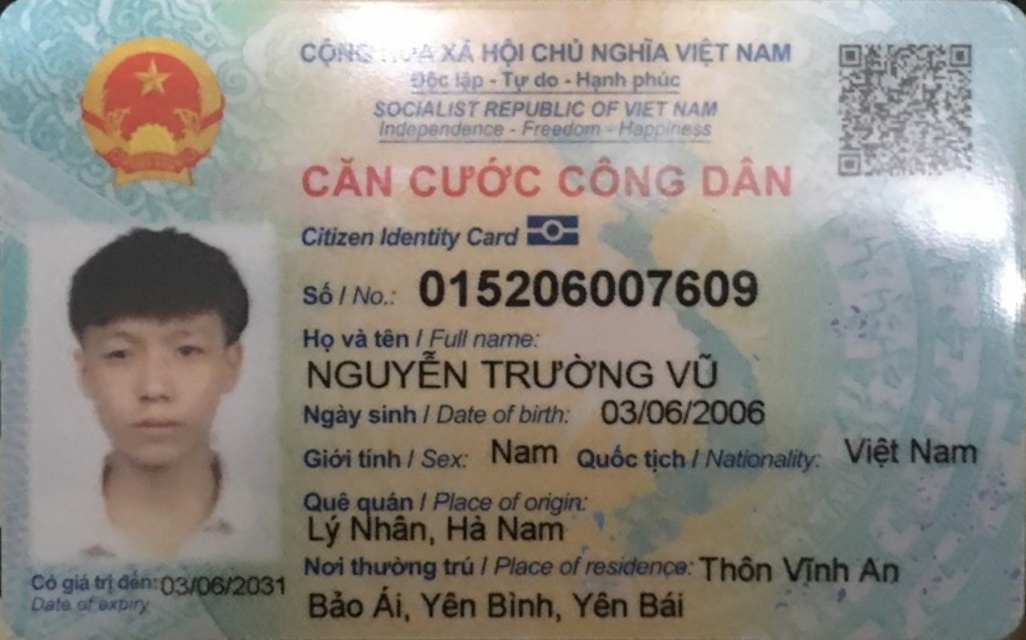 CỘNG XÃ HỘI CHỦ NGHĨA VIỆT NAM
Độc lập - Tự do - Hạnh phúc
SOCIALIST REPUBLIC OF VIET NAM
Independence - Freedom - Happiness
CĂN CƯỚC CÔNG DÂN
Citizen Identity Card
Số / No.: 015206007609
Họ và tên / Full name:
NGUYỄN TRƯỜNG VŨ
Ngày sinh / Date of birth: 03/06/2006
Giới tính / Sex: Nam Quốc tịch / Nationality: Việt Nam
Quê quán / Place of origin:
Lý Nhân, Hà Nam
Nơi thường trú / Place of residence: Thôn Vĩnh An
Bảo Ái, Yên Bình, Yên Bái
Có giá trị đến: 03/06/2031
Date of expiry